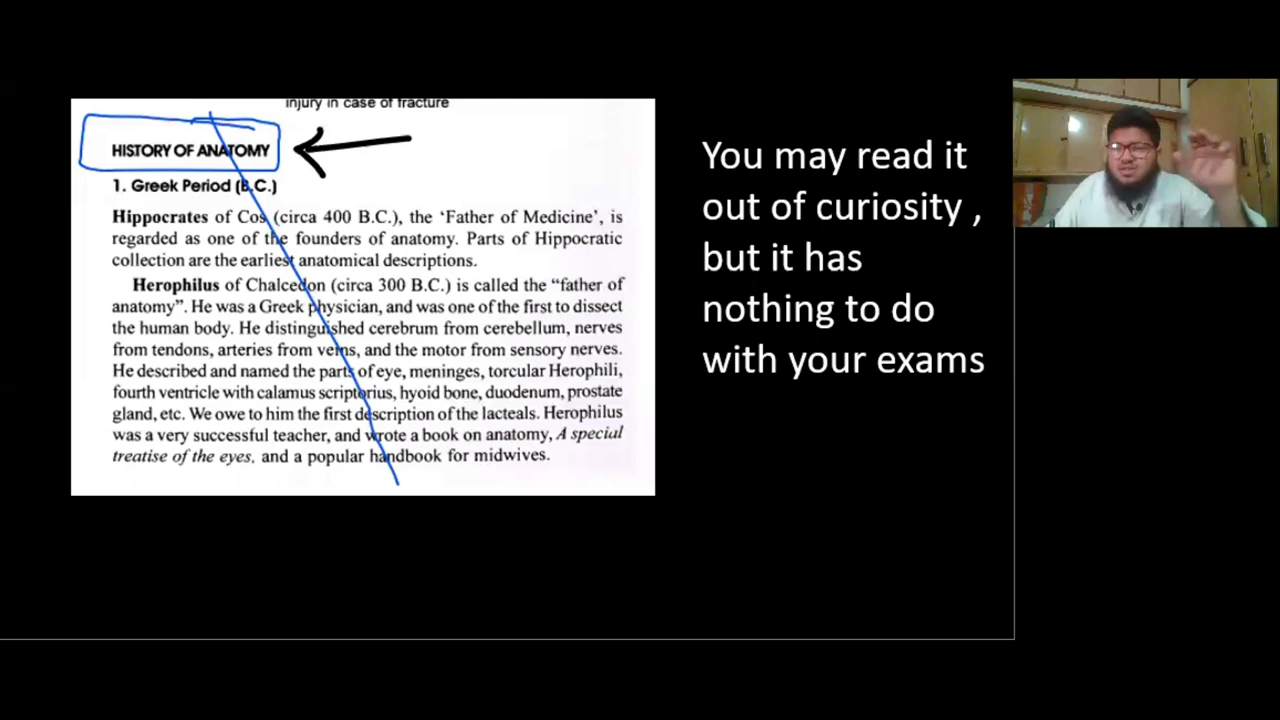 injury in case of fracture
HISTORY OF ANATOMY
1. Greek Period (B.C.)
Hippocrates of Cos (circa 400 B.C.), the ‘Father of Medicine’, is
regarded as one of the founders of anatomy. Parts of Hippocratic
collection are the earliest anatomical descriptions.
Herophilus of Chalcedon (circa 300 B.C.) is called the “father of
anatomy”. He was a Greek physician, and was one of the first to dissect
the human body. He distinguished cerebrum from cerebellum, nerves
from tendons, arteries from veins, and the motor from sensory nerves.
He described and named the parts of eye, meninges, torcular Herophili,
fourth ventricle with calamus scriptorius, hyoid bone, duodenum, prostate
gland, etc. We owe to him the first description of the lacteals. Herophilus
was a very successful teacher, and wrote a book on anatomy, A special
treatise of the eyes, and a popular handbook for midwives.
You may read it
out of curiosity ,
but it has
nothing to do
with your exams